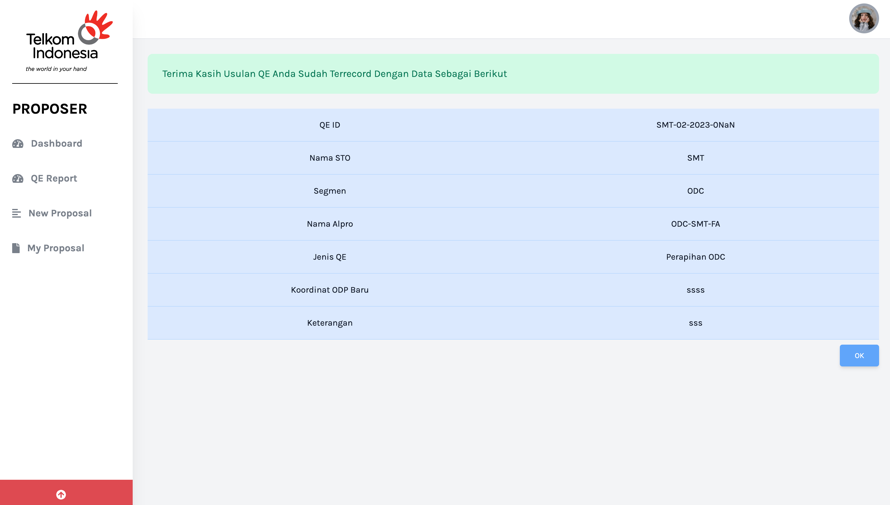 Telkom
Indonesia
the world in your hand
PROPOSER
Dashboard
QE Report
New Proposal
My Proposal
Terima Kasih Usulan QE Anda Sudah Terrecord Dengan Data Sebagai Berikut
QE ID SMT-02-2023-0NaN
Nama STO SMT
Segmen ODC
Nama Alpro ODC-SMT-FA
Jenis QE Perapihan ODC
Koordinat ODP Baru ssss
Keterangan sss
OK